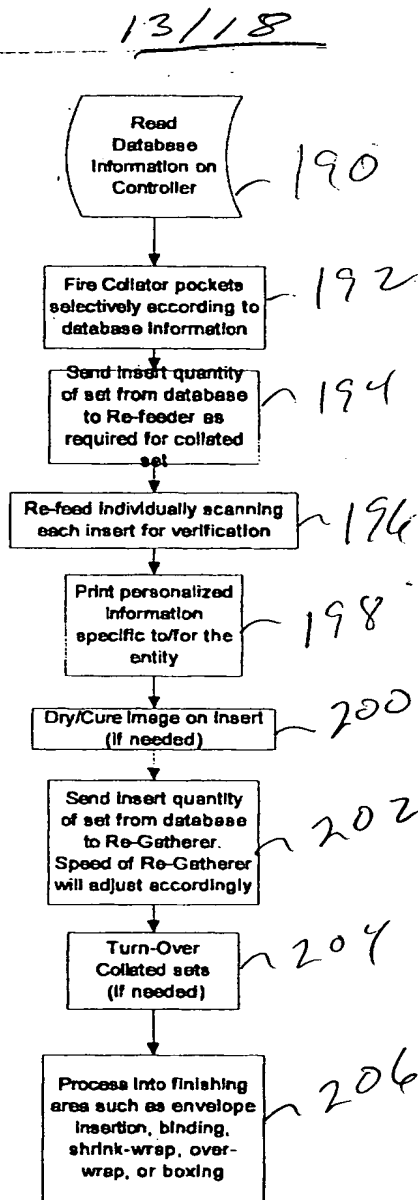 13/18
Read
Database
Information on
Controller
190
Fire Collator pockets
selectively according to
database information
192
Send insert quantity
of set from database
to Re-feeder as
required for collated
set
194
Re-feed individually scanning
each insert for verification
196
Print personalized
information
specific to/for the
entity
198
Dry/Cure Image on Insert
(if needed)
200
Send insert quantity
of set from database
to Re-Gatherer.
Speed of Re-Gatherer
will adjust accordingly
202
Turn-Over
Collated sets
(if needed)
204
Process into finishing
area such as envelope
insertion, binding,
shrink-wrap, over-
wrap, or boxing
206